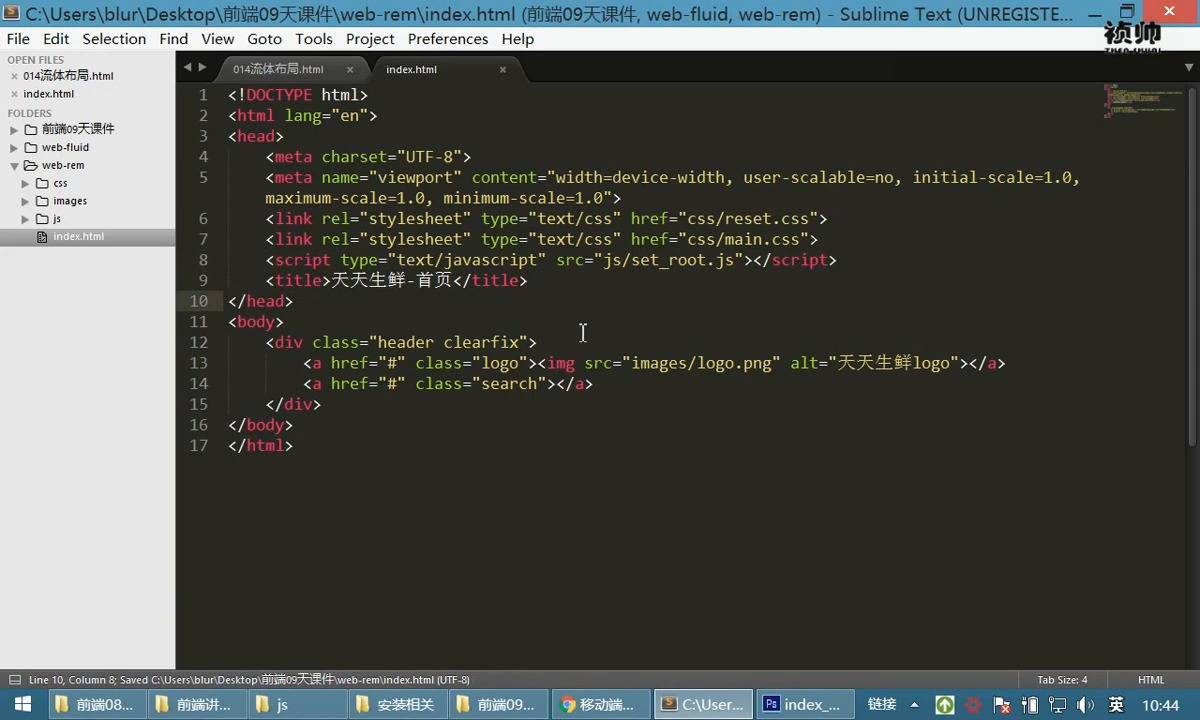 C:\Users\blur\Desktop\前端09天课件\web-rem\index.html (前端09天课件, web-fluid, web-rem) - Sublime Text (UNREGISTE...
祯帅
ZHEN SHUAI
File Edit Selection Find View Goto Tools Project Preferences Help
OPEN FILES
014流体布局.html
index.html
FOLDERS
前端09天课件
web-fluid
web-rem
css
images
js
index.html
014流体布局.html × index.html ×
1 <!DOCTYPE html>
2 <html lang="en">
3 <head>
4 <meta charset="UTF-8">
5 <meta name="viewport" content="width=device-width, user-scalable=no, initial-scale=1.0,
maximum-scale=1.0, minimum-scale=1.0">
6 <link rel="stylesheet" type="text/css" href="css/reset.css">
7 <link rel="stylesheet" type="text/css" href="css/main.css">
8 <script type="text/javascript" src="js/set_root.js"></script>
9 <title>天天生鲜-首页</title>
10 </head>
11 <body>
12 <div class="header clearfix">
13 <a href="#" class="logo"><img src="images/logo.png" alt="天天生鲜logo"></a>
14 <a href="#" class="search"></a>
15 </div>
16 </body>
17 </html>
Line 10, Column 8; Saved C:\Users\blur\Desktop\前端09天课件\web-rem\index.html (UTF-8) Tab Size: 4 HTML
前端08... 前端讲... js 安装相关 前端09... 移动端... C:\User... Ps index_... 链接 英 10:44